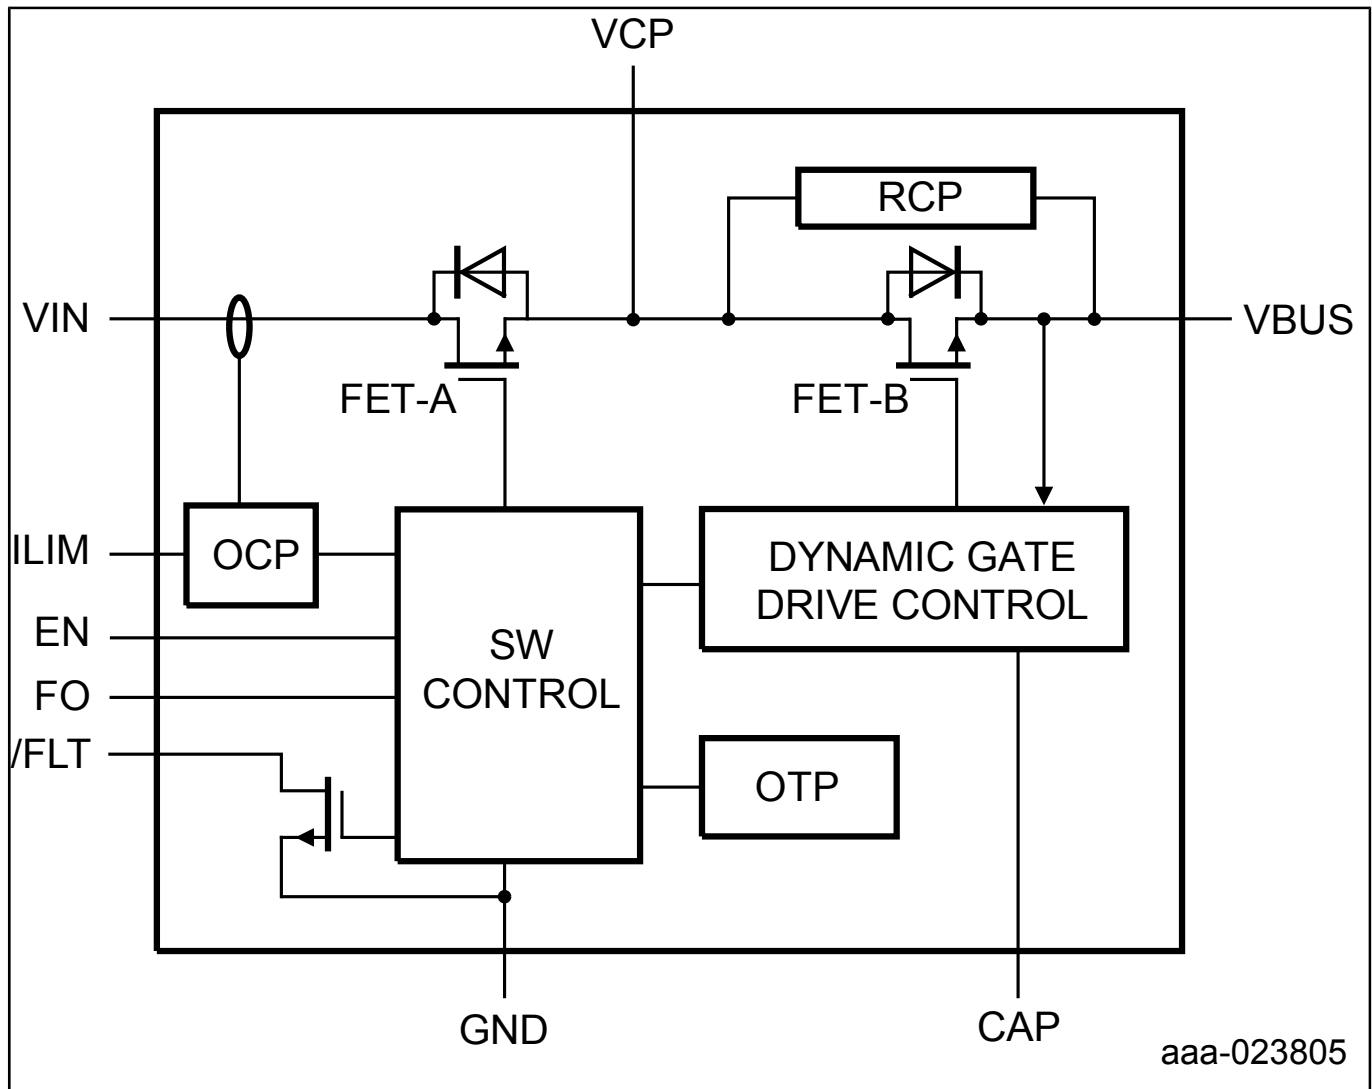 VCP
RCP
VIN
VBUS
FET-A
FET-B
ILIM
OCP
DYNAMIC GATE
DRIVE CONTROL
EN
SW
CONTROL
FO
/FLT
OTP
GND
CAP
aaa-023805